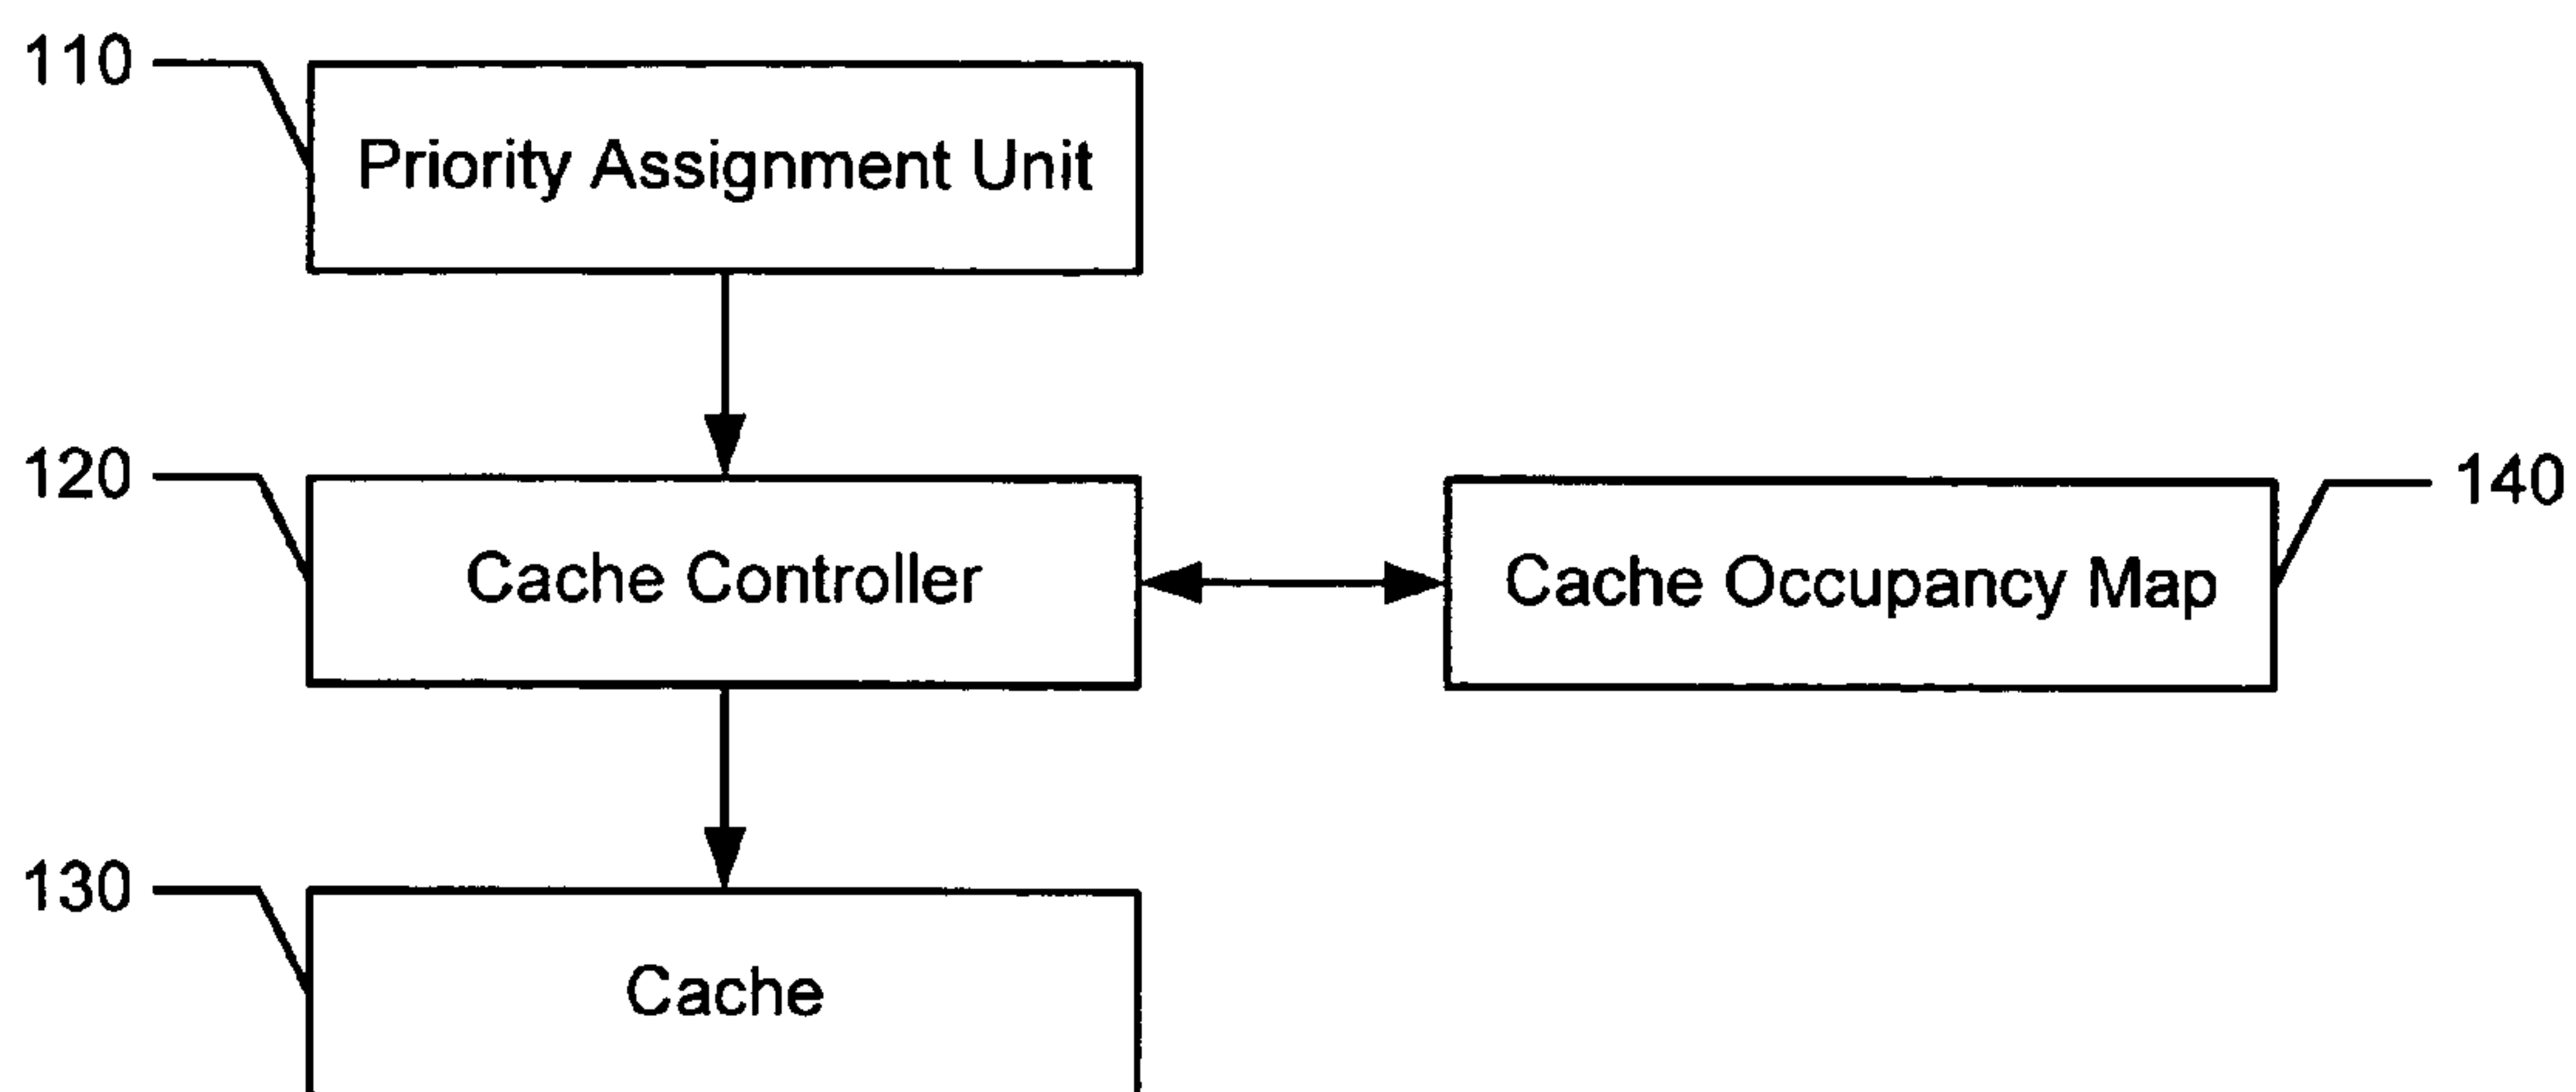 110
Priority Assignment Unit
120
Cache Controller
Cache Occupancy Map
140
130
Cache